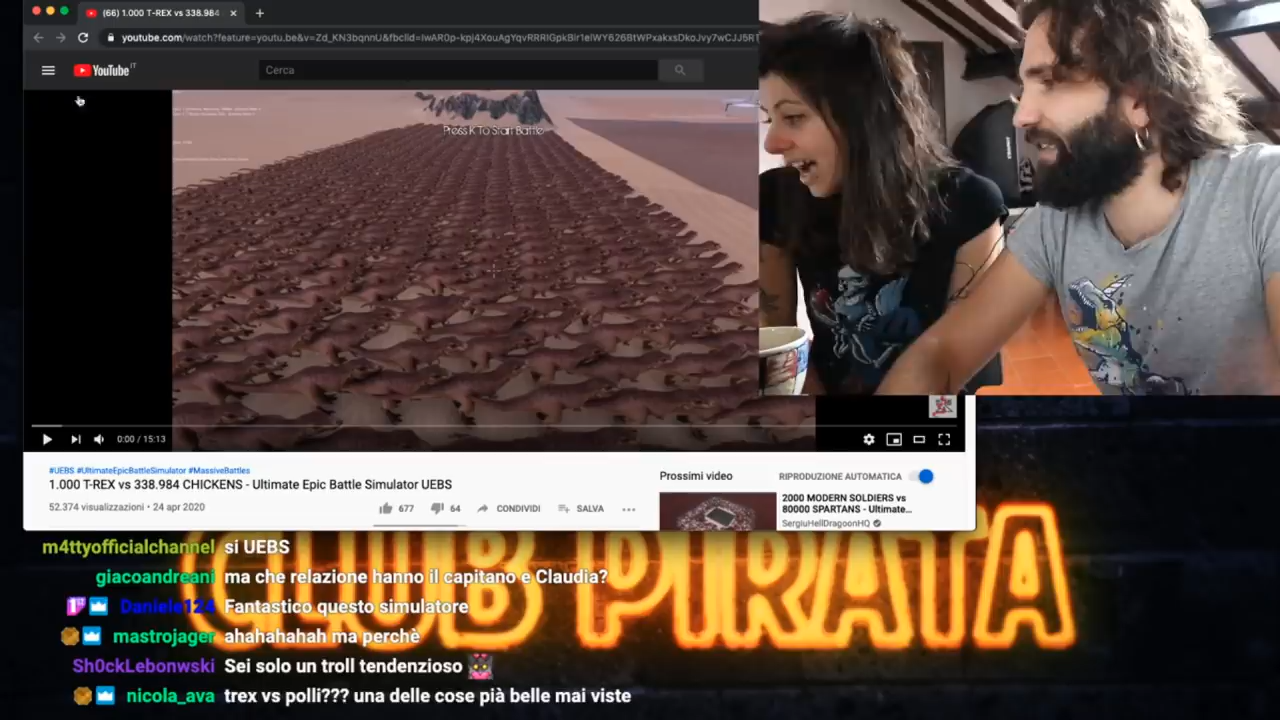 (66) 1.000 T-REX vs 338.984
youtube.com/watch?feature=youtu.be&v=Zd_KN3bqnnU&fbclid=
YouTube IT
Cerca
Press K To Start Battle
0:00 / 15:13
#UEBS #UltimateEpicBattleSimulator #MassiveBattles
1.000 T-REX vs 338.984 CHICKENS - Ultimate Epic Battle Simulator UEBS
52.374 visualizzazioni • 24 apr 2020
677
64
CONDIVIDI
SALVA
Prossimi video
RIPRODUZIONE AUTOMATICA
2000 MODERN SOLDIERS vs
80000 SPARTANS - Ultimate...
SergiuHellDragoonHQ
CLUB PIRATA
m4ttyofficialchannel si UEBS
giacoandreani ma che relazione hanno il capitano e Claudia?
Daniele124 Fantastico questo simulatore
mastrojager ahahahahah ma perchè
Sh0ckLebonwski Sei solo un troll tendenzioso
nicola_ava trex vs polli??? una delle cose pià belle mai viste